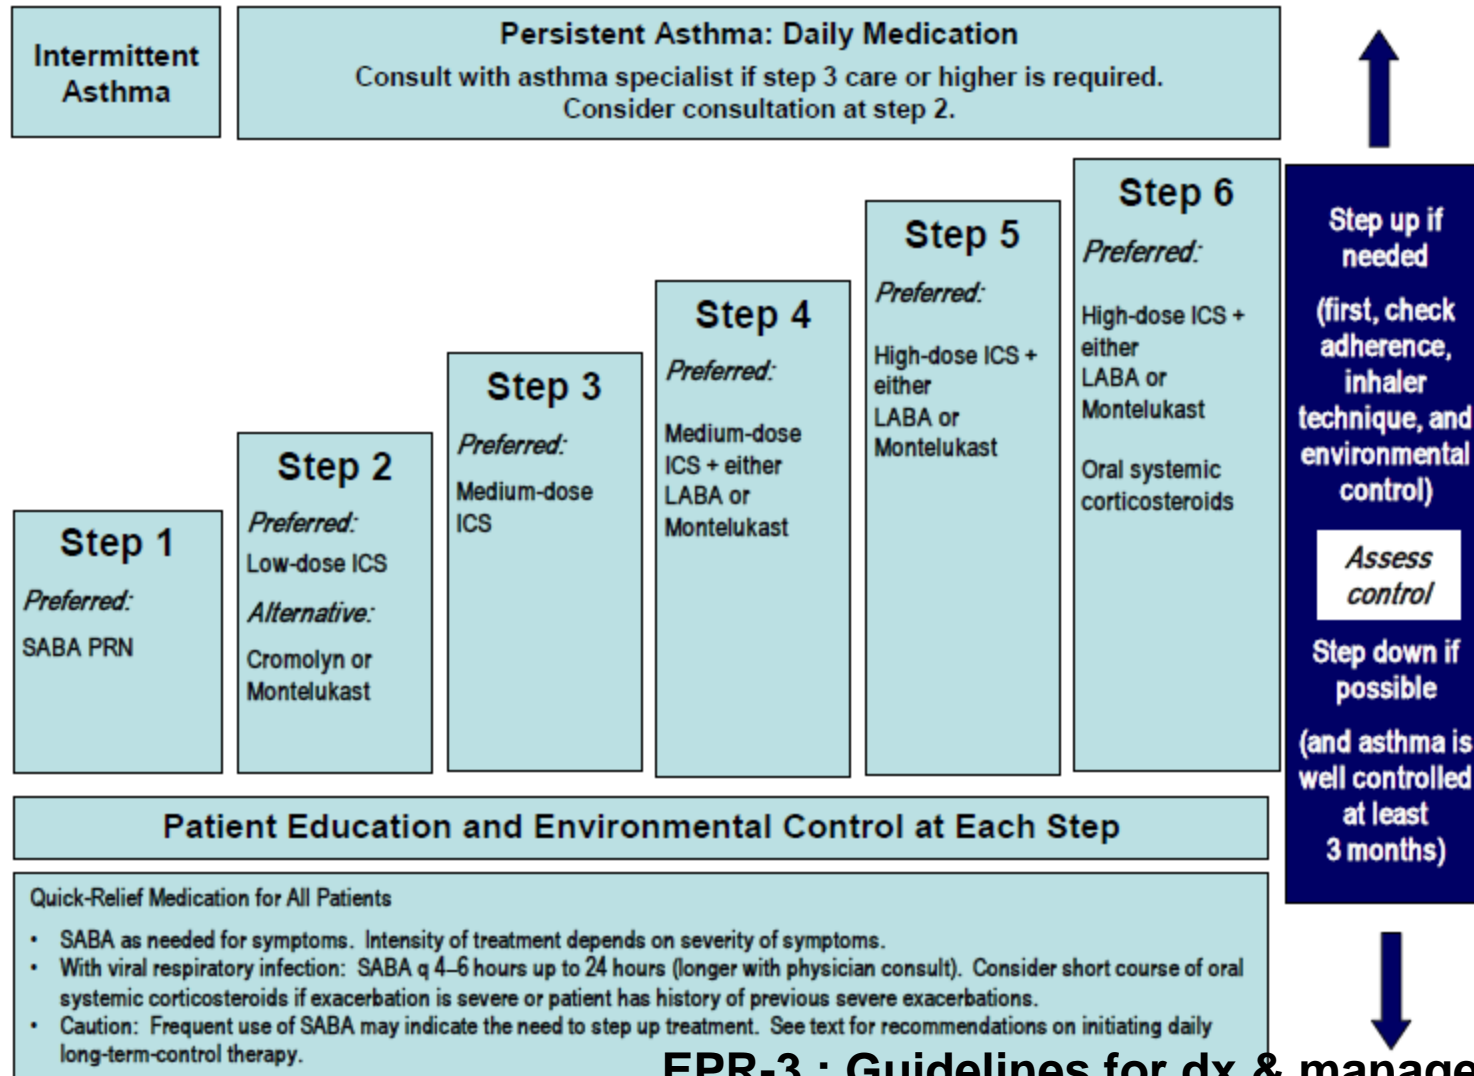 Intermittent
Asthma
Persistent Asthma: Daily Medication
Consult with asthma specialist if step 3 care or higher is required.
Consider consultation at step 2.
Step 1
Preferred:
SABA PRN
Step 2
Preferred:
Low-dose ICS
Alternative:
Cromolyn or
Montelukast
Step 3
Preferred:
Medium-dose
ICS
Step 4
Preferred:
Medium-dose
ICS + either
LABA or
Montelukast
Step 5
Preferred:
High-dose ICS +
either
LABA or
Montelukast
Step 6
Preferred:
High-dose ICS +
either
LABA or
Montelukast
Oral systemic
corticosteroids
Step up if
needed
(first, check
adherence,
inhaler
technique, and
environmental
control)
Assess
control
Step down if
possible
(and asthma is
well controlled
at least
3 months)
Patient Education and Environmental Control at Each Step
Quick-Relief Medication for All Patients
• SABA as needed for symptoms. Intensity of treatment depends on severity of symptoms.
• With viral respiratory infection: SABA q 4–6 hours up to 24 hours (longer with physician consult). Consider short course of oral
systemic corticosteroids if exacerbation is severe or patient has history of previous severe exacerbations.
• Caution: Frequent use of SABA may indicate the need to step up treatment. See text for recommendations on initiating daily
long-term-control therapy.
EPR-3 : Guidelines for dx & manage